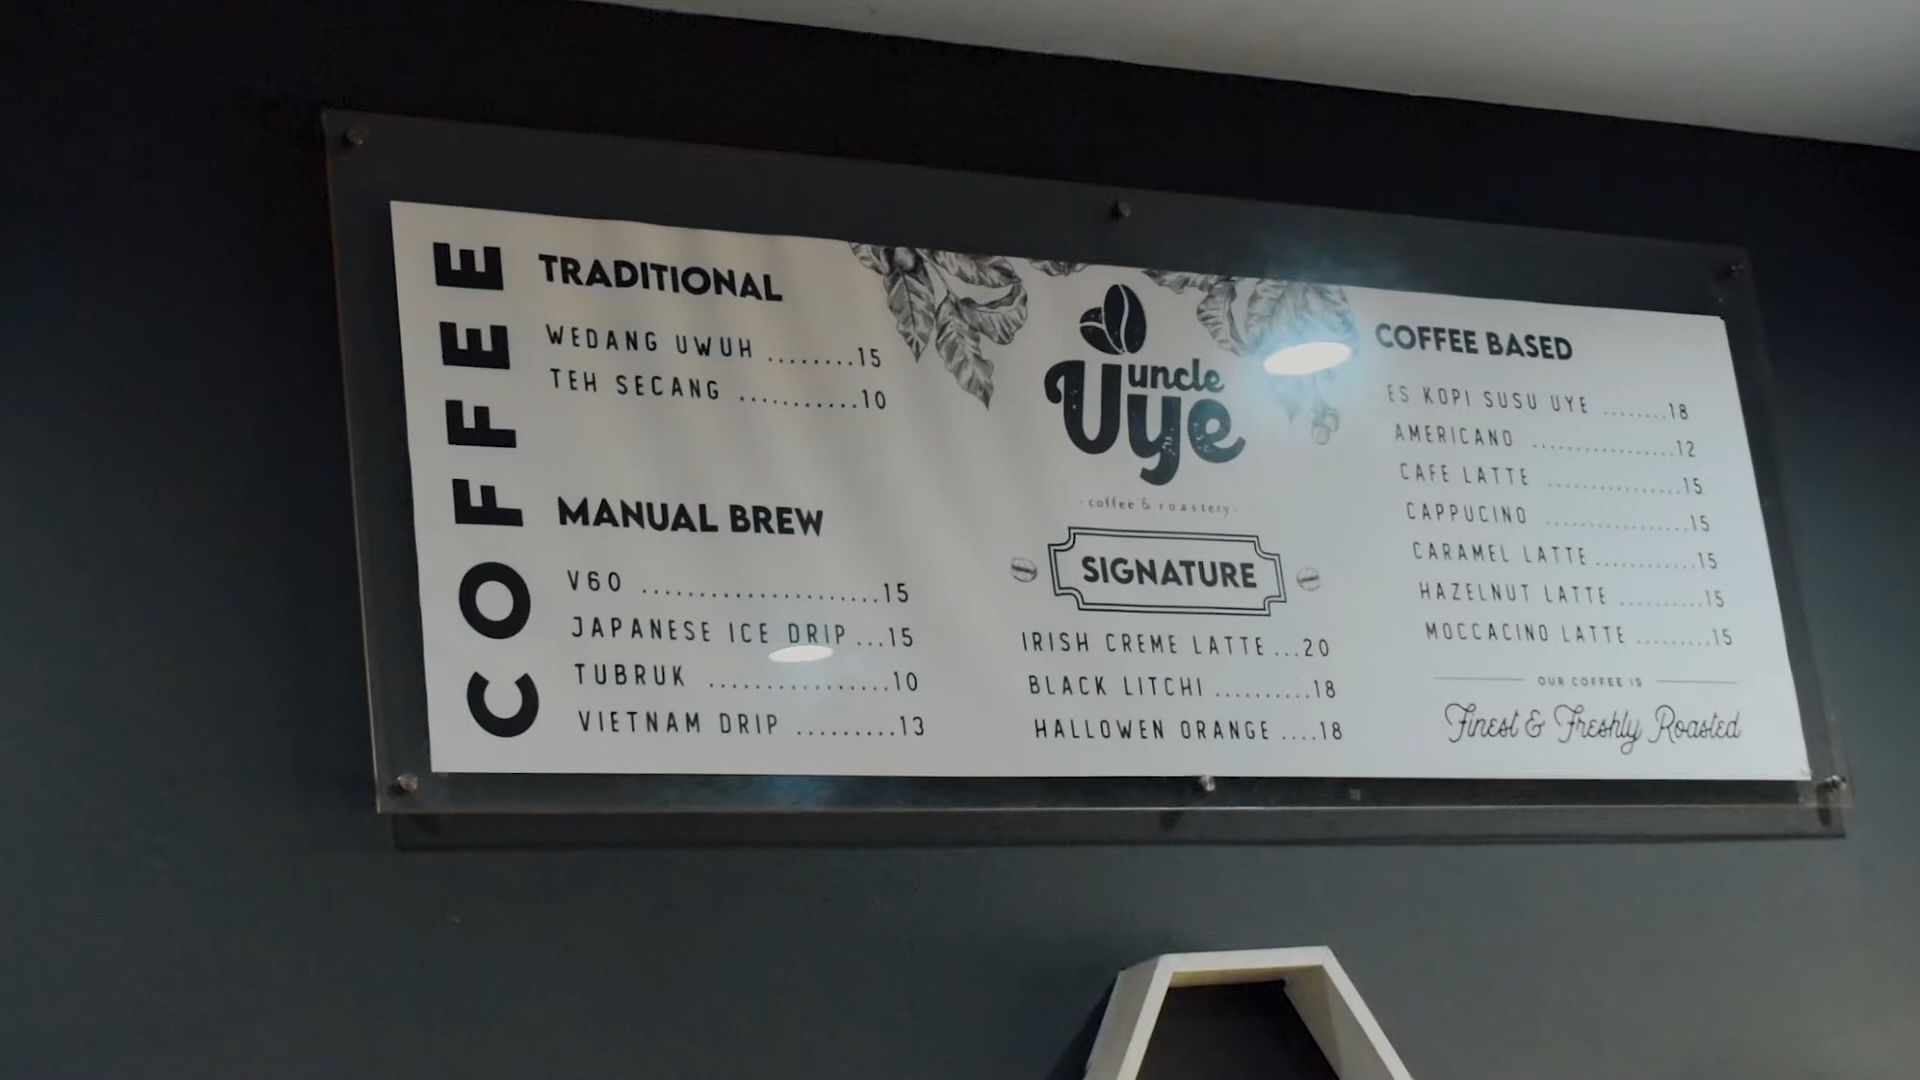 COFFEE
TRADITIONAL
WEDANG UWUH ........15
TEH SECANG ...........10
MANUAL BREW
V60 .....................15
JAPANESE ICE DRIP ...15
TUBRUK ................10
VIETNAM DRIP .........13
uncle
Uye
·coffee & roastery·
SIGNATURE
IRISH CREME LATTE...20
BLACK LITCHI ..........18
HALLOWEN ORANGE ....18
COFFEE BASED
ES KOPI SUSU UYE ........18
AMERICANO .................12
CAFE LATTE ................15
CAPPUCINO .................15
CARAMEL LATTE.............15
HAZELNUT LATTE ..........15
MOCCACINO LATTE .........15
OUR COFFEE IS
Finest & Freshly Roasted